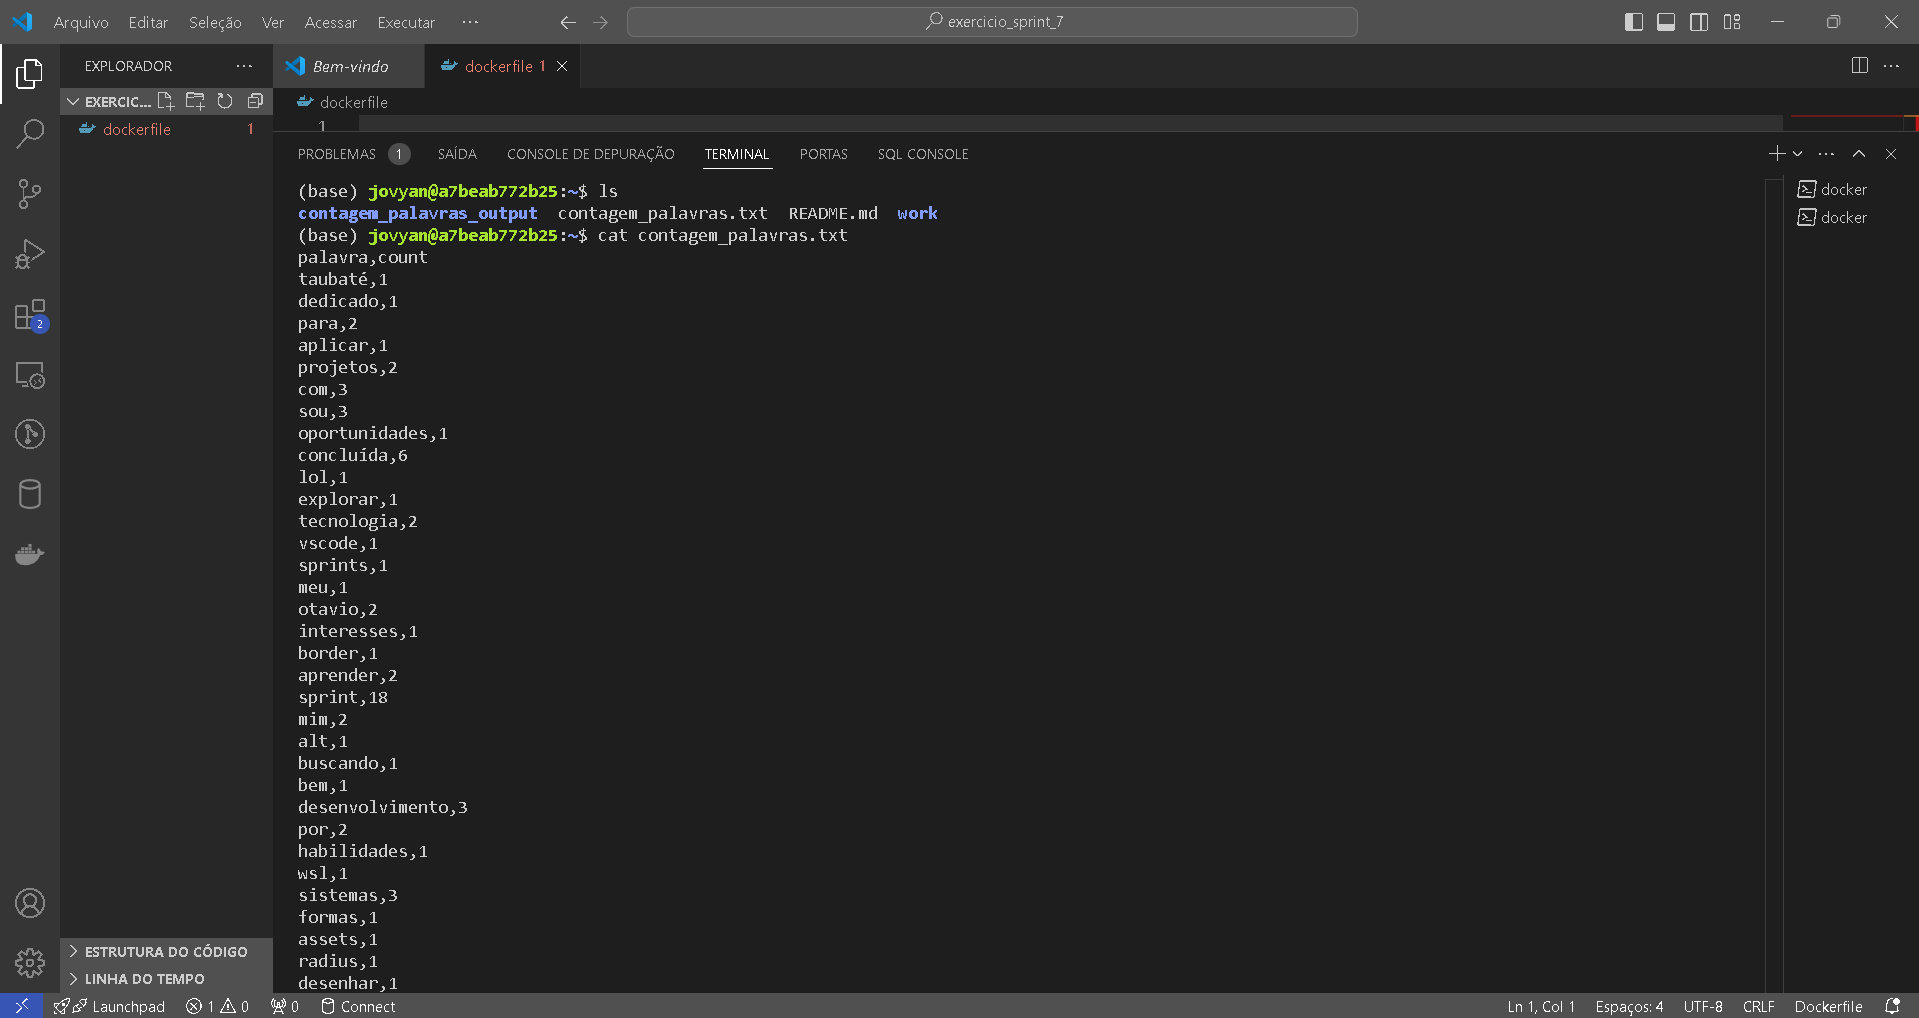 Arquivo Editar Seleção Ver Acessar Executar ··· exercicio_sprint_7
EXPLORADOR ···
Bem-vindo
dockerfile 1
EXERCIC...
dockerfile
dockerfile 1
1
PROBLEMAS 1 SAÍDA CONSOLE DE DEPURAÇÃO TERMINAL PORTAS SQL CONSOLE
docker
docker
(base) jovyan@a7beab772b25:~$ ls
contagem_palavras_output contagem_palavras.txt README.md work
(base) jovyan@a7beab772b25:~$ cat contagem_palavras.txt
palavra,count
taubaté,1
dedicado,1
para,2
aplicar,1
projetos,2
com,3
sou,3
oportunidades,1
concluída,6
lol,1
explorar,1
tecnologia,2
vscode,1
sprints,1
meu,1
otavio,2
interesses,1
border,1
aprender,2
sprint,18
mim,2
alt,1
buscando,1
bem,1
desenvolvimento,3
por,2
habilidades,1
wsl,1
sistemas,3
formas,1
assets,1
radius,1
desenhar,1
2
ESTRUTURA DO CÓDIGO
LINHA DO TEMPO
Launchpad 1 0 0 Connect Ln 1, Col 1 Espaços: 4 UTF-8 CRLF Dockerfile